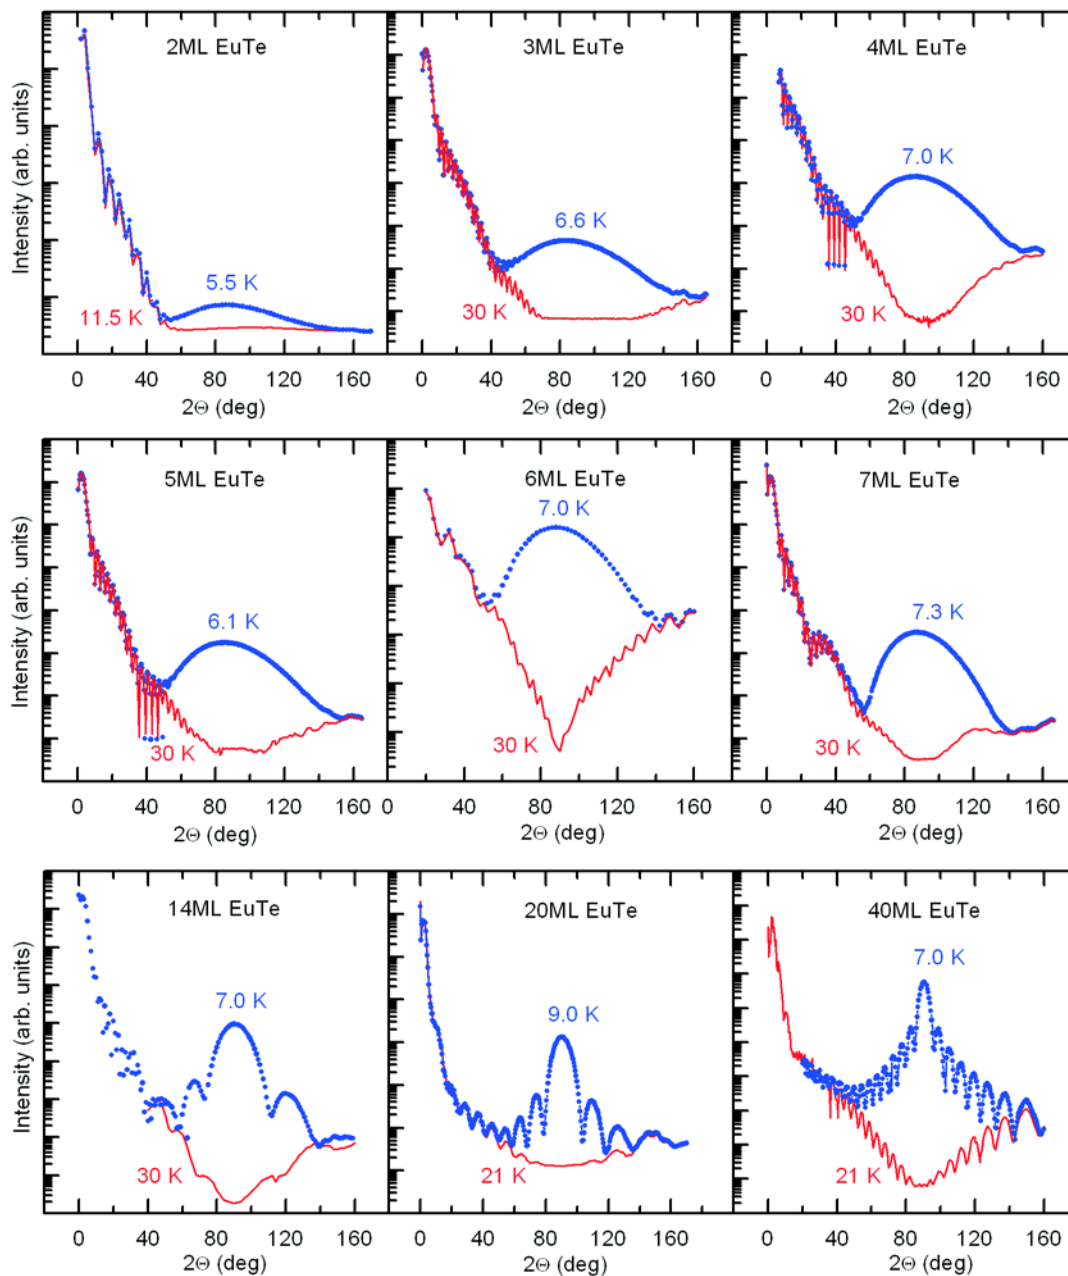 2ML EuTe 3ML EuTe 4ML EuTe
Intensity (arb. units)
5.5 K 6.6 K 7.0 K
11.5 K 30 K 30 K
0 40 80 120 160 0 40 80 120 160 0 40 80 120 160
2Θ (deg) 2Θ (deg) 2Θ (deg)
5ML EuTe 6ML EuTe 7ML EuTe
Intensity (arb. units)
6.1 K 7.0 K 7.3 K
30 K 30 K 30 K
0 40 80 120 160 0 40 80 120 160 0 40 80 120 160
2Θ (deg) 2Θ (deg) 2Θ (deg)
14ML EuTe 20ML EuTe 40ML EuTe
Intensity (arb. units)
7.0 K 9.0 K 7.0 K
30 K 21 K 21 K
0 40 80 120 160 0 40 80 120 160 0 40 80 120 160
2Θ (deg) 2Θ (deg) 2Θ (deg)